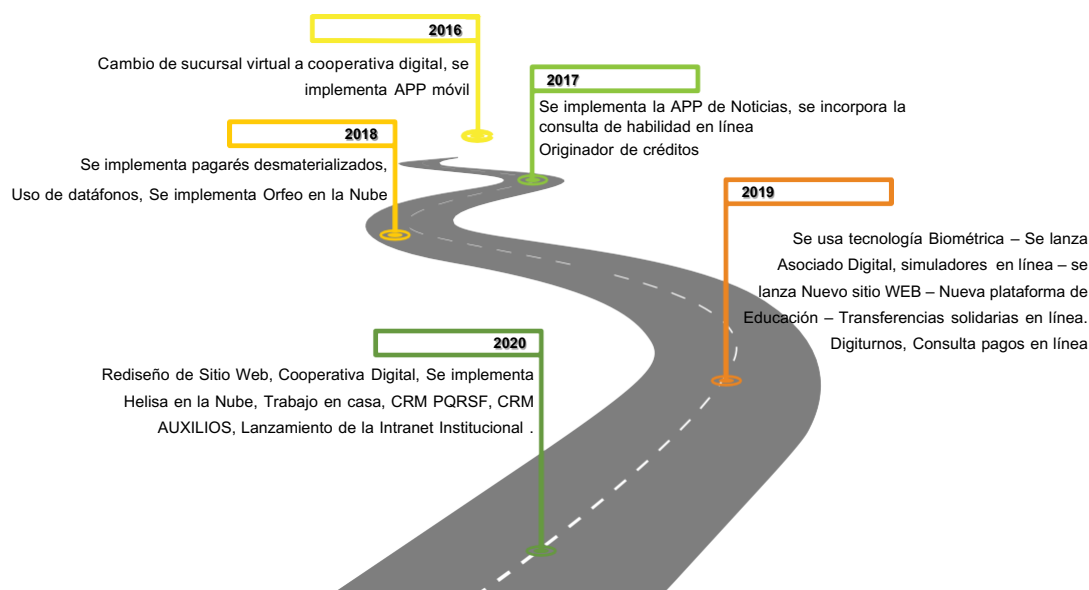 2016
Cambio de sucursal virtual a cooperativa digital, se
implementa APP móvil
2017
Se implementa la APP de Noticias, se incorpora la
consulta de habilidad en línea
Originador de créditos
2018
Se implementa pagarés desmaterializados,
Uso de datáfonos, Se implementa Orfeo en la Nube
2019
Se usa tecnología Biométrica – Se lanza
Asociado Digital, simuladores en línea – se
lanza Nuevo sitio WEB – Nueva plataforma de
Educación – Transferencias solidarias en línea.
Digiturnos, Consulta pagos en línea
2020
Rediseño de Sitio Web, Cooperativa Digital, Se implementa
Helisa en la Nube, Trabajo en casa, CRM PQRSF, CRM
AUXILIOS, Lanzamiento de la Intranet Institucional .